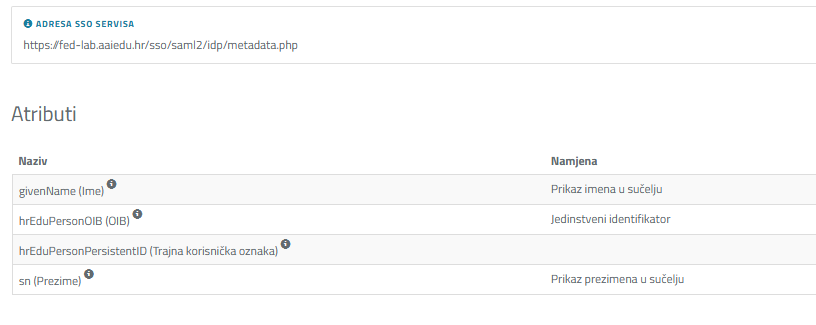 ADRESA SSO SERVISA
https://fed-lab.aaiedu.hr/sso/saml2/idp/metadata.php
Atributi
Naziv Namjena
givenName (Ime) Prikaz imena u sučelju
hrEduPersonOIB (OIB) Jedinstveni identifikator
hrEduPersonPersistentID (Trajna korisnička oznaka)
sn (Prezime) Prikaz prezimena u sučelju